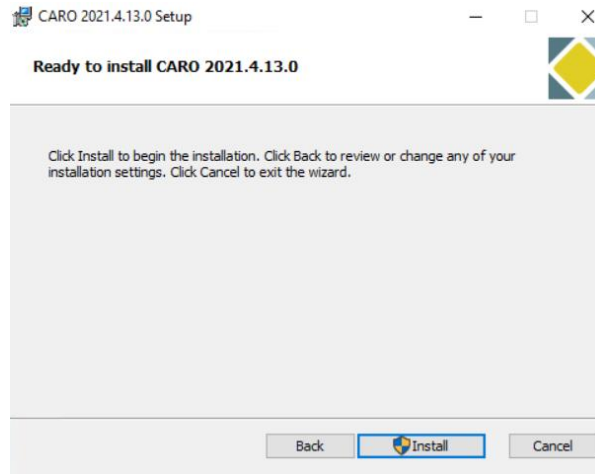 CARO 2021.4.13.0 Setup
Ready to install CARO 2021.4.13.0
Click Install to begin the installation. Click Back to review or change any of your
installation settings. Click Cancel to exit the wizard.
Back Install Cancel